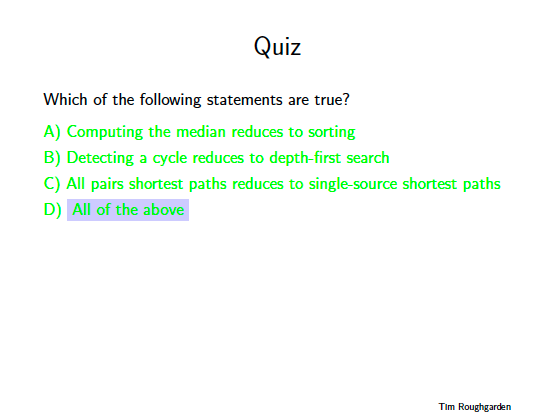 Quiz
Which of the following statements are true?
A) Computing the median reduces to sorting
B) Detecting a cycle reduces to depth-first search
C) All pairs shortest paths reduces to single-source shortest paths
D) All of the above
Tim Roughgarden